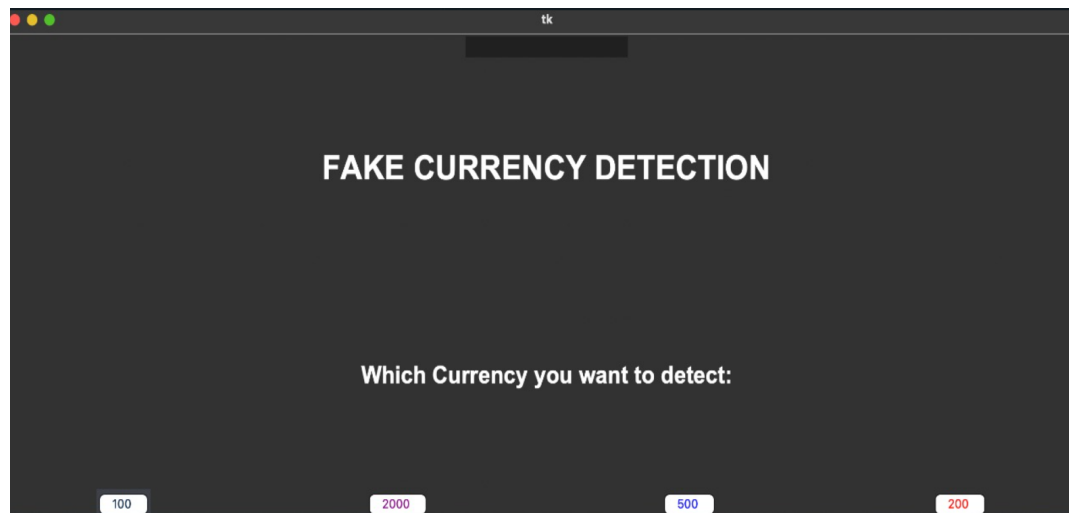 tk
FAKE CURRENCY DETECTION
Which Currency you want to detect:
100 2000 500 200